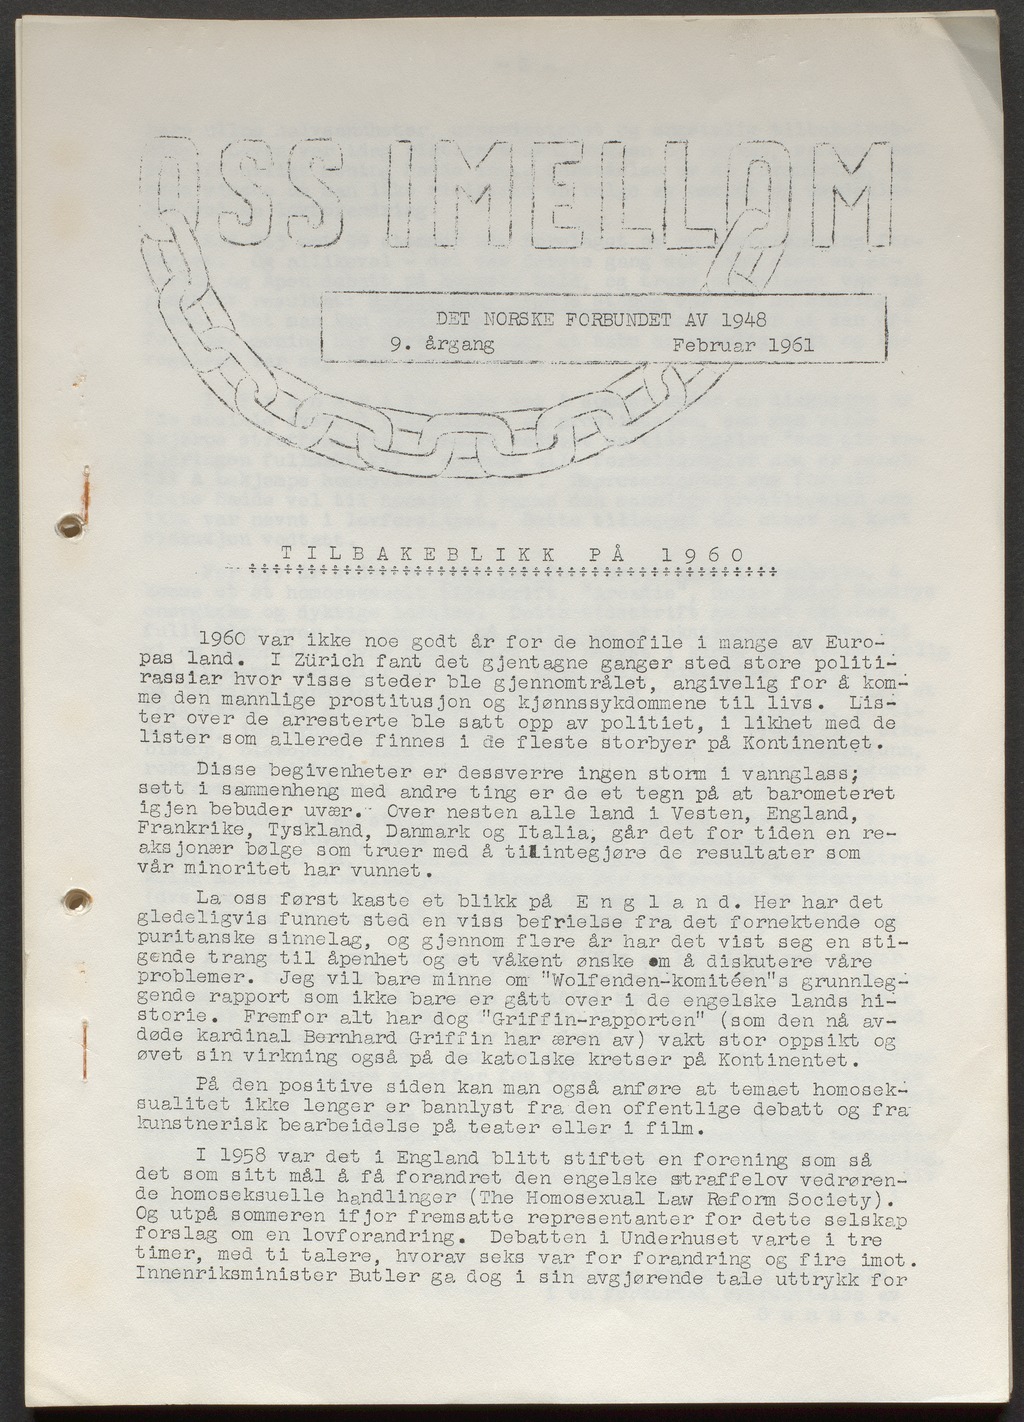 OSS IMELLOM
DET NORSKE FORBUNDET AV 1948
9. årgang Februar 1961
TILBAKEBLIKK PÅ 1960
1960 var ikke noe godt år for de homofile i mange av Euro-
pas land. I Zürich fant det gjentagne ganger sted store politi-
rassiar hvor visse steder ble gjennomtrålet, angivelig for å kom-
me den mannlige prostitusjon og kjønnssykdommene til livs. Lis-
ter over de arresterte ble satt opp av politiet, i likhet med de
lister som allerede finnes i de fleste storbyer på Kontinentet.
Disse begivenheter er dessverre ingen storm i vannglass;
sett i sammenheng med andre ting er de et tegn på at barometeret
igjen bebuder uvær. Over nesten alle land i Vesten, England,
Frankrike, Tyskland, Danmark og Italia, går det for tiden en re-
aksjonær bølge som truer med å tilintegjøre de resultater som
vår minoritet har vunnet.
La oss først kaste et blikk på E n g l a n d. Her har det
gledeligvis funnet sted en viss befrielse fra det fornektende og
puritanske sinnelag, og gjennom flere år har det vist seg en sti-
gende trang til åpenhet og et våkent ønske om å diskutere våre
problemer. Jeg vil bare minne om "Wolfenden-komitéen"s grunnleg-
gende rapport som ikke bare er gått over i de engelske lands hi-
storie. Fremfor alt har dog "Griffin-rapporten" (som den nå av-
døde kardinal Bernhard Griffin har æren av) vakt stor oppsikt og
øvet sin virkning også på de katolske kretser på Kontinentet.
På den positive siden kan man også anføre at temaet homosek-
sualitet ikke lenger er bannlyst fra den offentlige debatt og fra
kunstnerisk bearbeidelse på teater eller i film.
I 1958 var det i England blitt stiftet en forening som så
det som sitt mål å få forandret den engelske straffelov vedrøren-
de homoseksuelle handlinger (The Homosexual Law Reform Society).
Og utpå sommeren ifjor fremsatte representanter for dette selskap
forslag om en lovforandring. Debatten i Underhuset varte i tre
timer, med ti talere, hvorav seks var for forandring og fire imot.
Innenriksminister Butler ga dog i sin avgjørende tale uttrykk for